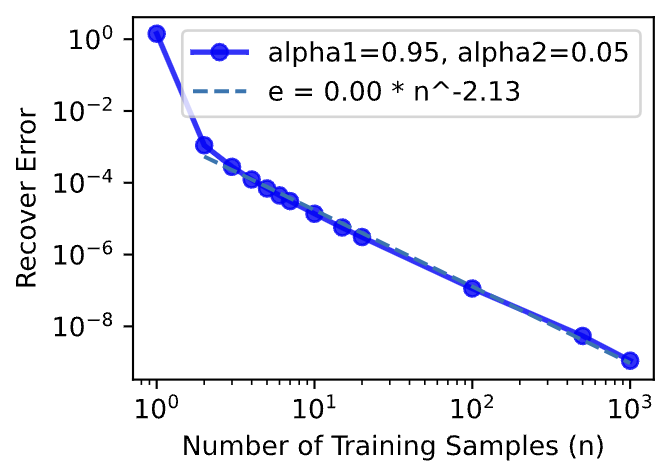 10^0
10^-2
10^-4
10^-6
10^-8
Recover Error
alpha1=0.95, alpha2=0.05
e = 0.00 * n^-2.13
10^0 10^1 10^2 10^3
Number of Training Samples (n)